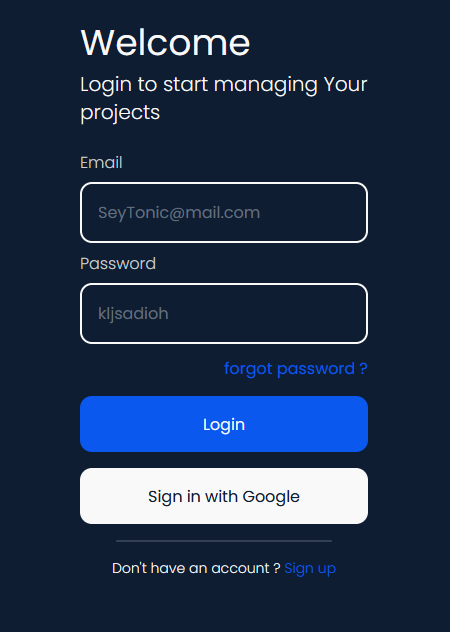 Welcome
Login to start managing Your
projects
Email
SeyTonic@mail.com
Password
kljsadioh
forgot password ?
Login
Sign in with Google
Don't have an account ? Sign up